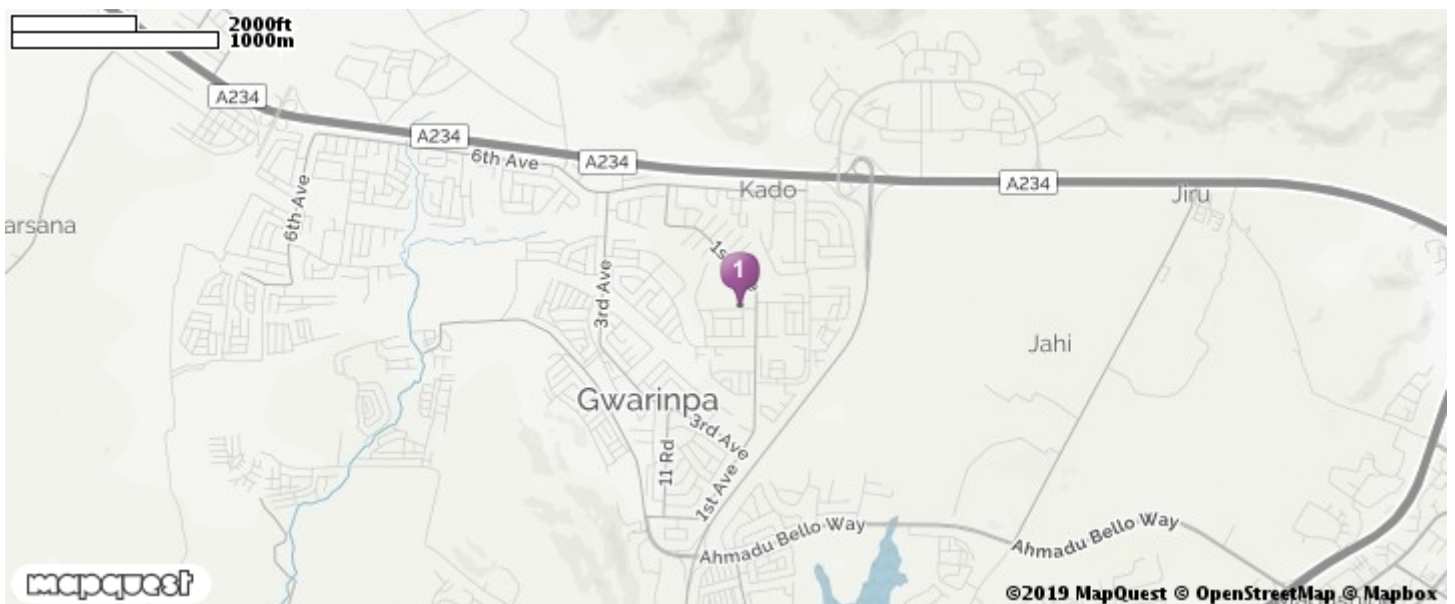 2000ft
1000m
A234
A234
6th Ave
A234
Kado
A234
Jiru
arsana
6th Ave
3rd Ave
1
Jahi
Gwarinpa
3rd Ave
11 Rd
1st Ave
Ahmadu Bello Way
Ahmadu Bello Way
mapquest
©2019 MapQuest © OpenStreetMap © Mapbox